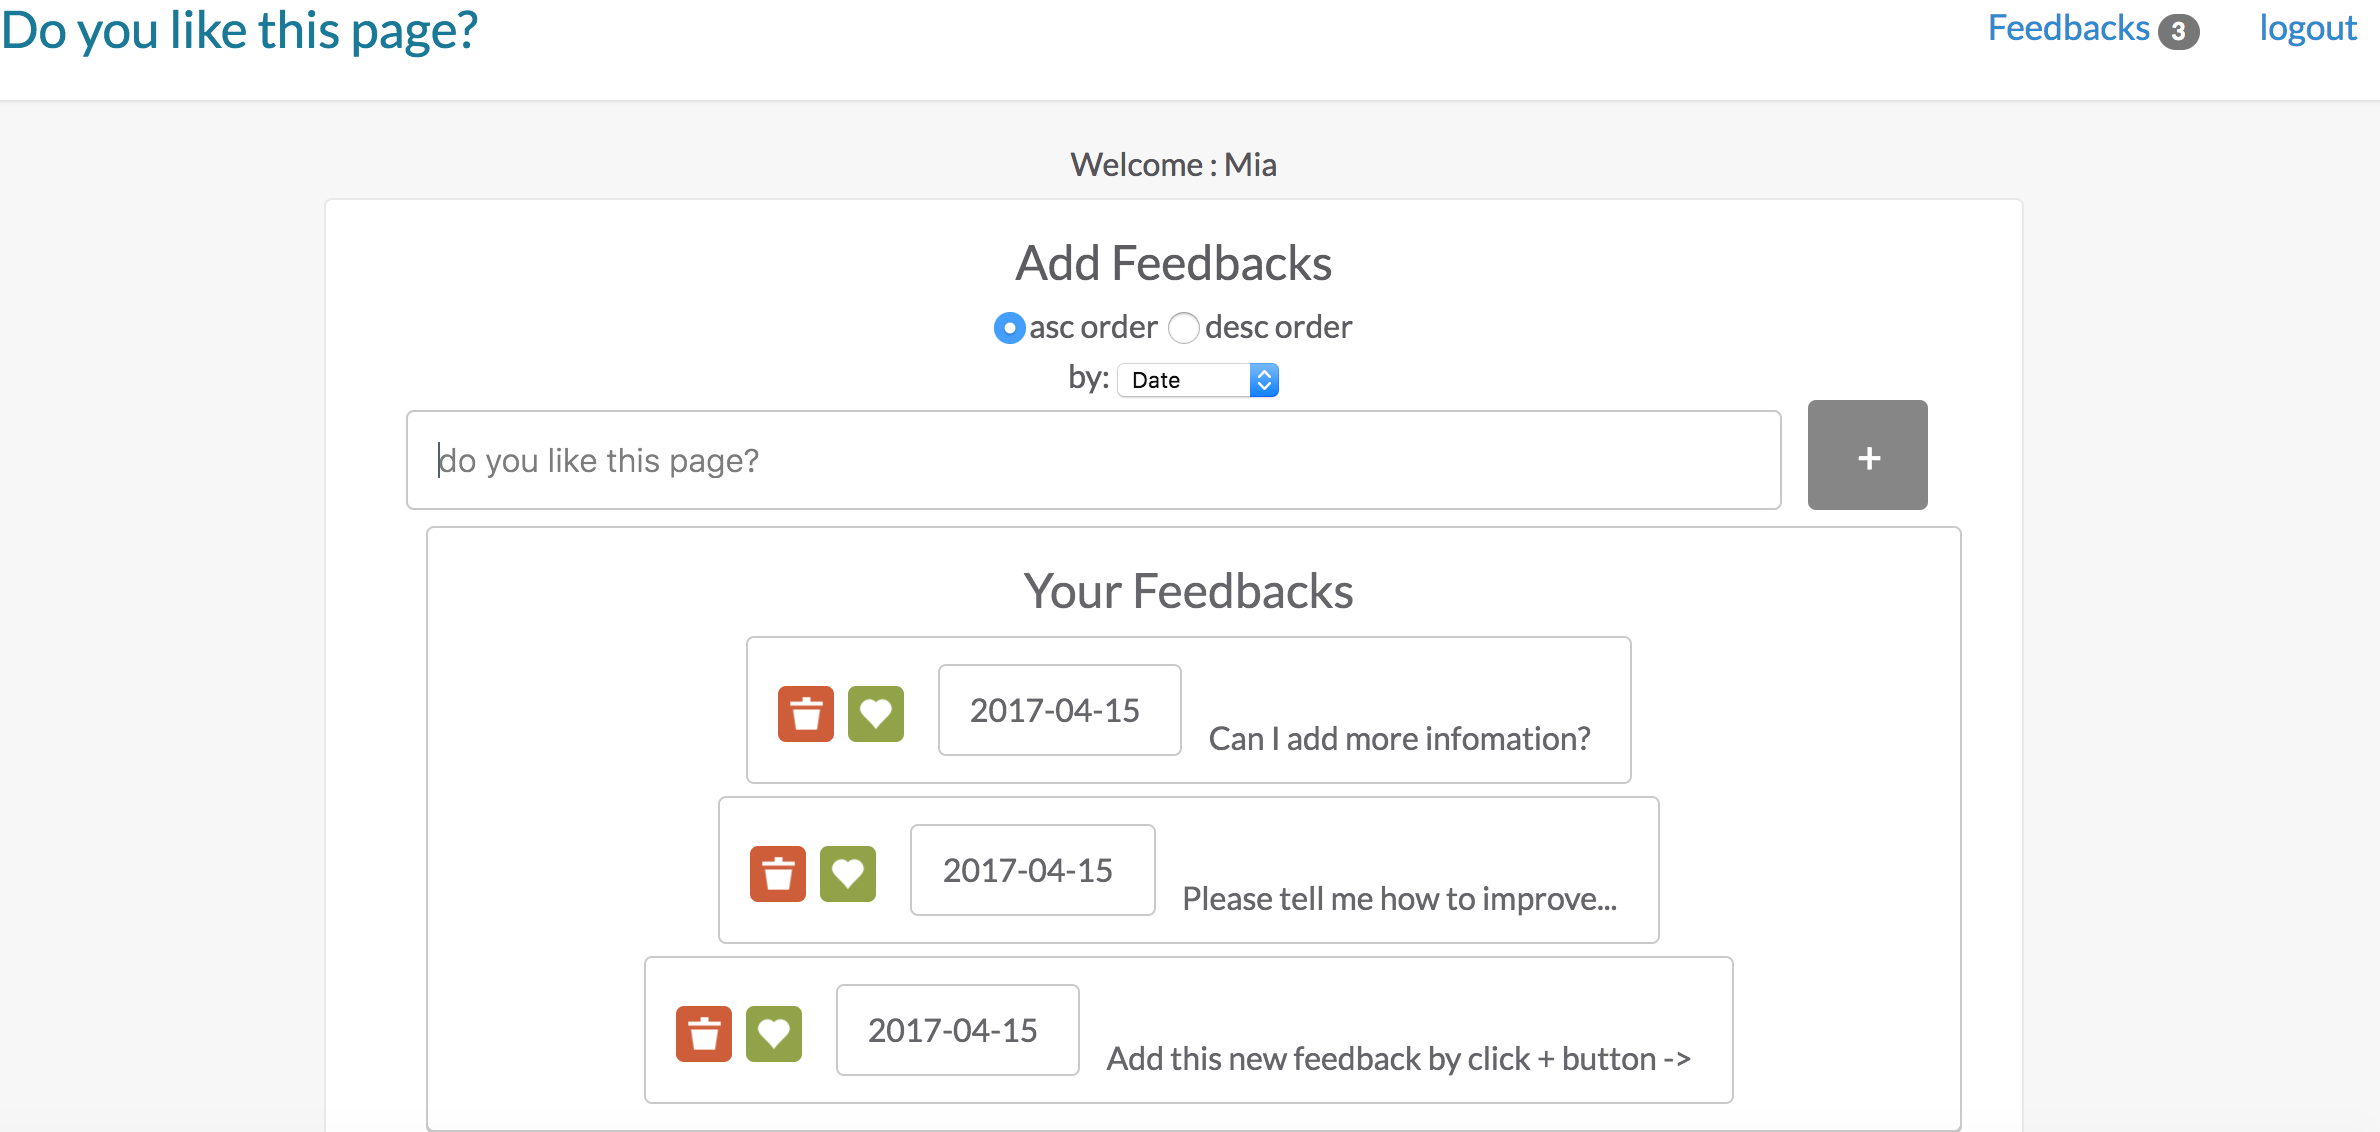 Do you like this page?
Feedbacks 3 logout
Welcome : Mia
Add Feedbacks
asc order desc order
by: Date
do you like this page?
+
Your Feedbacks
2017-04-15 Can I add more infomation?
2017-04-15 Please tell me how to improve...
2017-04-15 Add this new feedback by click + button ->